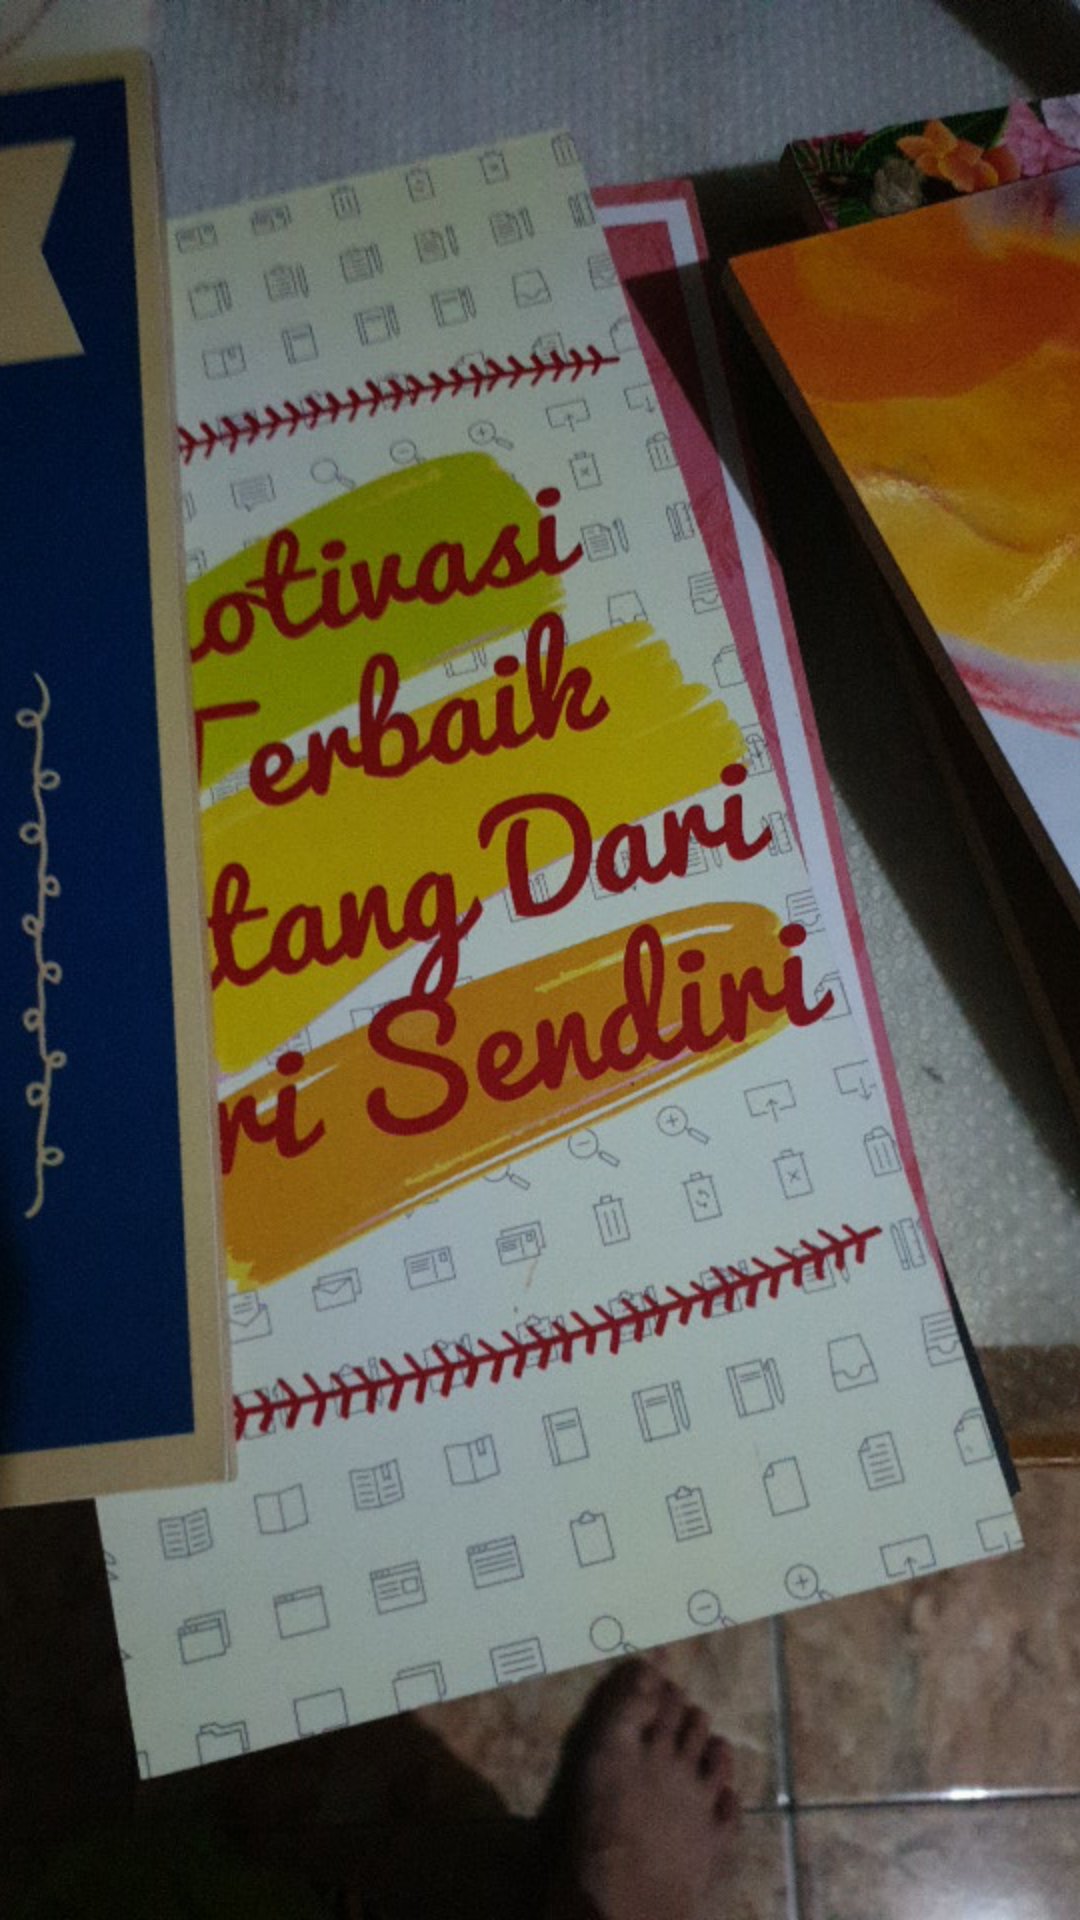 otivasi
Terbaik
tang Dari
ri Sendiri